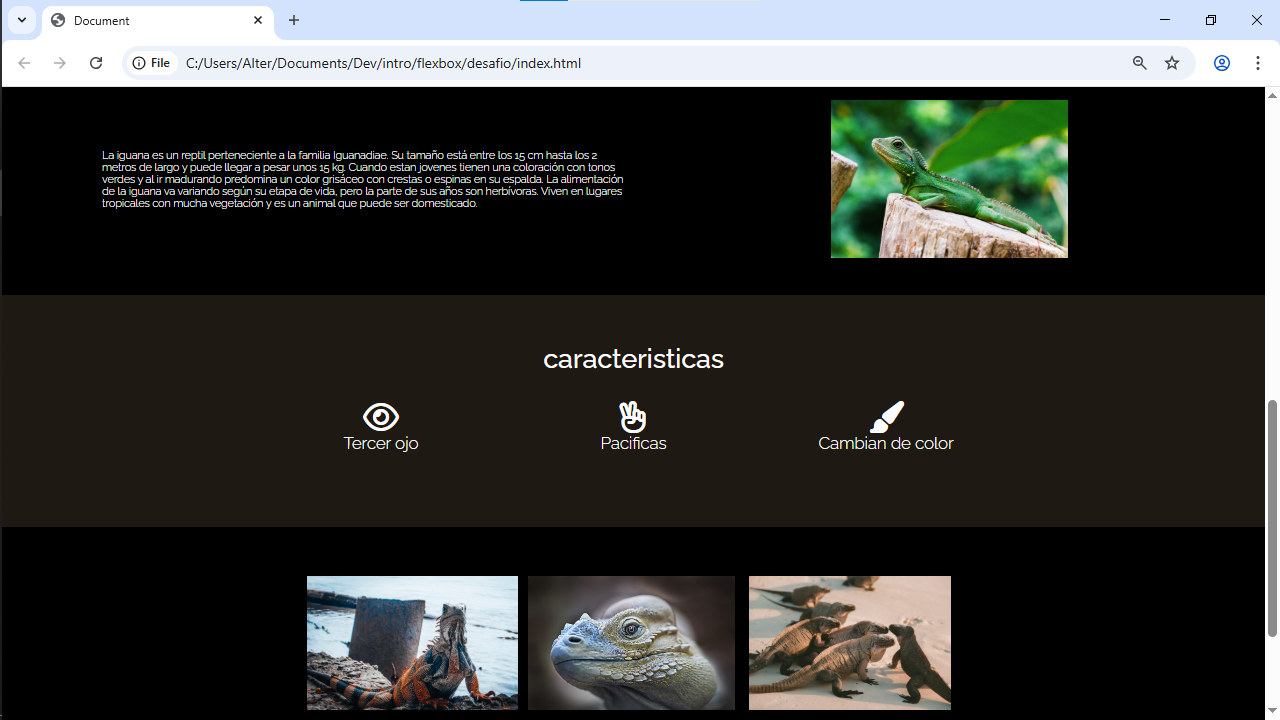 Document
File
C:/Users/Alter/Documents/Dev/intro/flexbox/desafio/index.html
La iguana es un reptil perteneciente a la familia Iguanadiae. Su tamaño está entre los 15 cm hasta los 2
metros de largo y puede llegar a pesar unos 15 kg. Cuando estan jovenes tienen una coloración con tonos
verdes y al ir madurando predomina un color grisáceo con crestas o espinas en su espalda. La alimentación
de la iguana va variando según su etapa de vida, pero la parte de sus años son herbívoras. Viven en lugares
tropicales con mucha vegetación y es un animal que puede ser domesticado.
caracteristicas
Tercer ojo
Pacificas
Cambian de color